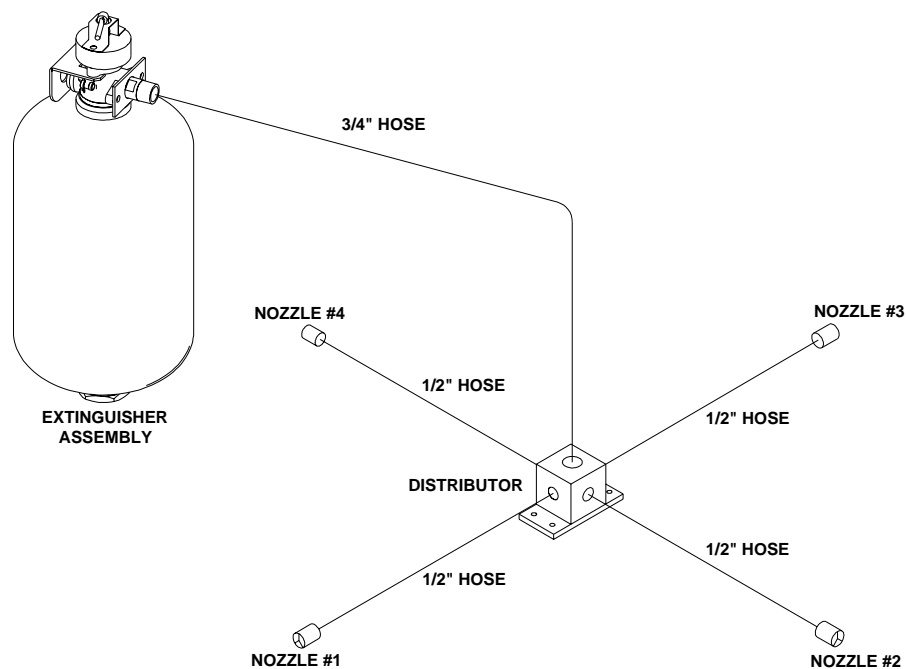 3/4" HOSE
NOZZLE #4
NOZZLE #3
1/2" HOSE
1/2" HOSE
EXTINGUISHER
ASSEMBLY
DISTRIBUTOR
1/2" HOSE
1/2" HOSE
NOZZLE #1
NOZZLE #2